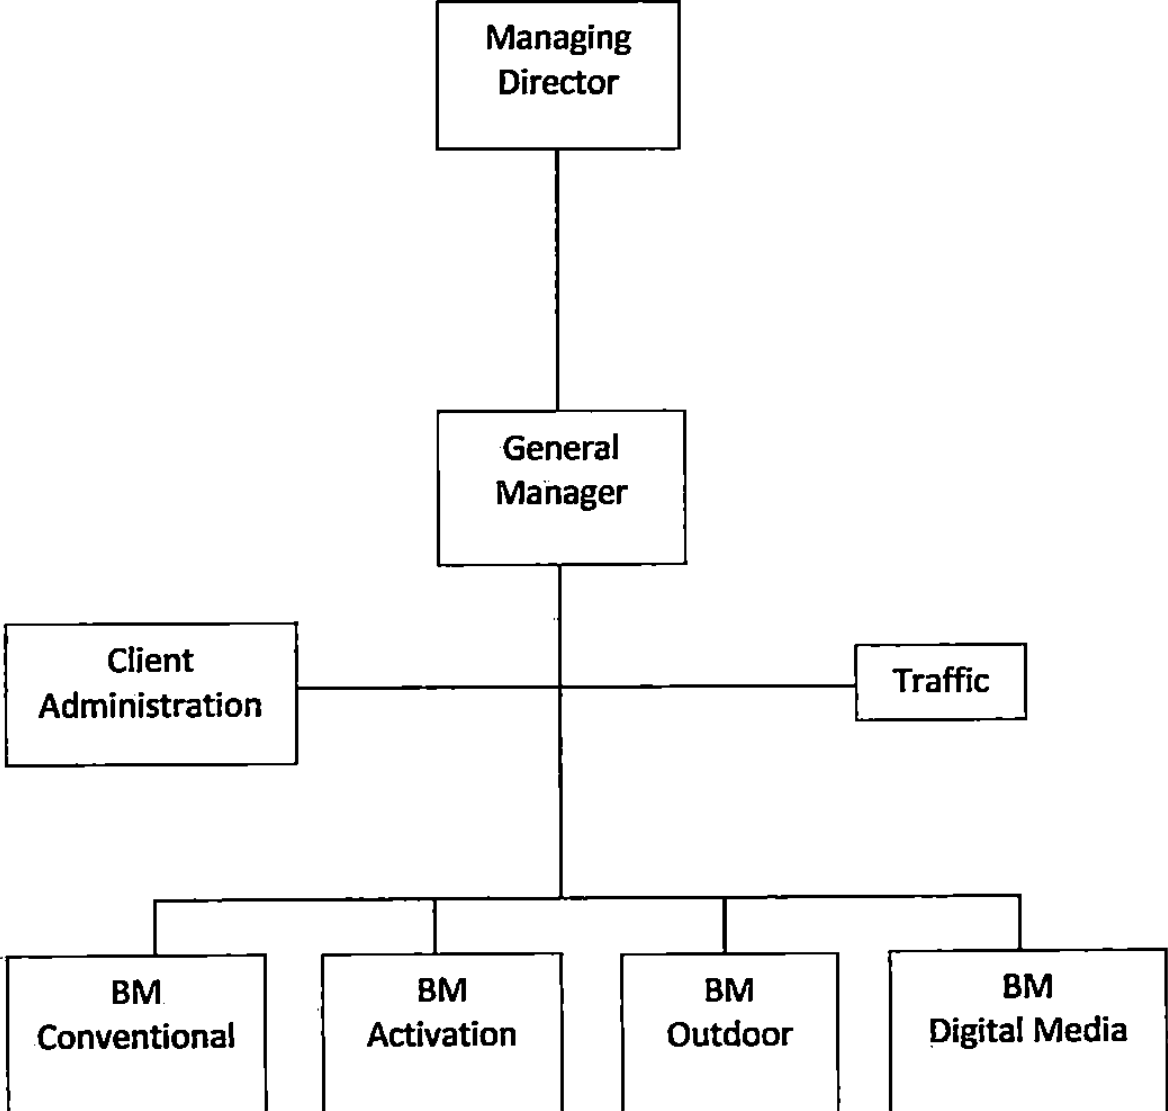 Managing
Director
General
Manager
Client
Administration
Traffic
BM
Conventional
BM
Activation
BM
Outdoor
BM
Digital Media